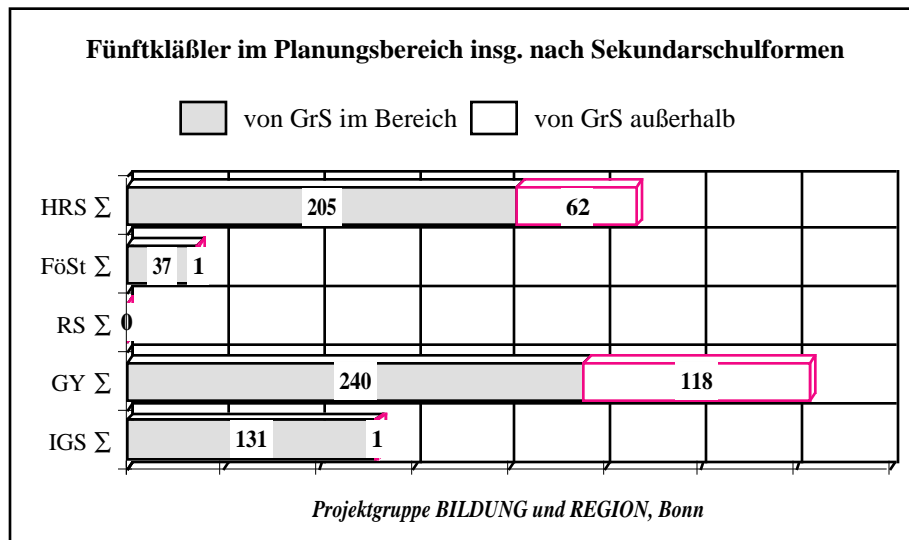 Fünftkläßler im Planungsbereich insg. nach Sekundarschulformen
von GrS im Bereich von GrS außerhalb
HRS Σ 205 62
FöSt Σ 37 1
RS Σ 0
GY Σ 240 118
IGS Σ 131 1
Projektgruppe BILDUNG und REGION, Bonn